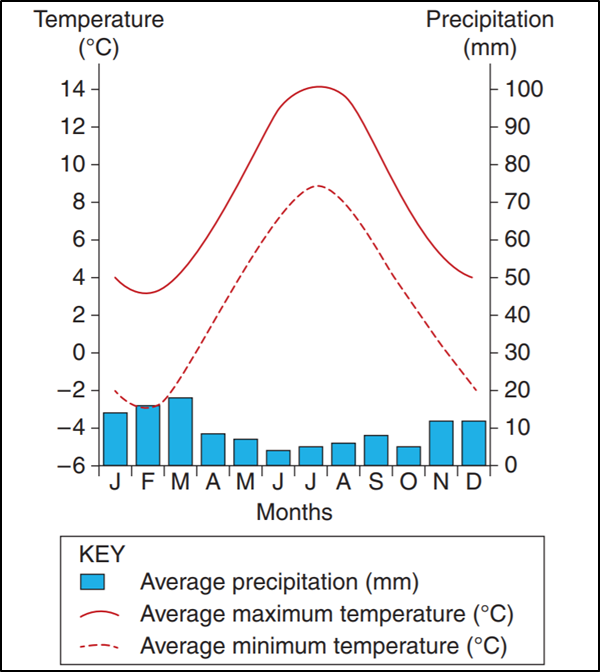 Temperature
(°C)
Precipitation
(mm)
14
12
10
8
6
4
2
0
−2
−4
−6
100
90
80
70
60
50
40
30
20
10
0
J F M A M J J A S O N D
Months
KEY
Average precipitation (mm)
Average maximum temperature (°C)
Average minimum temperature (°C)